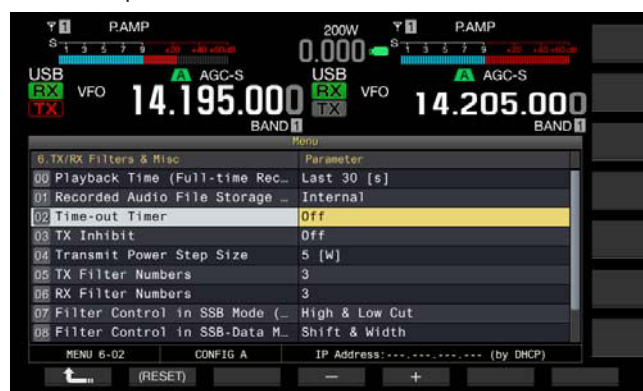 1 P.AMP 200W 1 P.AMP
S 1 3 5 7 9 +20 +40 +60dB 0.000 S 1 3 5 7 9 +20 +40 +60dB
USB A AGC-S USB A AGC-S
RX VFO 14.195.000 RX VFO 14.205.000
TX BAND 1 TX BAND 1
Menu
6.TX/RX Filters & Misc Parameter
00 Playback Time (Full-time Rec… Last 30 [s]
01 Recorded Audio File Storage … Internal
02 Time-out Timer Off
03 TX Inhibit Off
04 Transmit Power Step Size 5 [W]
05 TX Filter Numbers 3
06 RX Filter Numbers 3
07 Filter Control in SSB Mode (… High & Low Cut
08 Filter Control in SSB-Data M… Shift & Width
MENU 6-02 CONFIG A IP Address:---.---.---.--- (by DHCP)
(RESET) － +